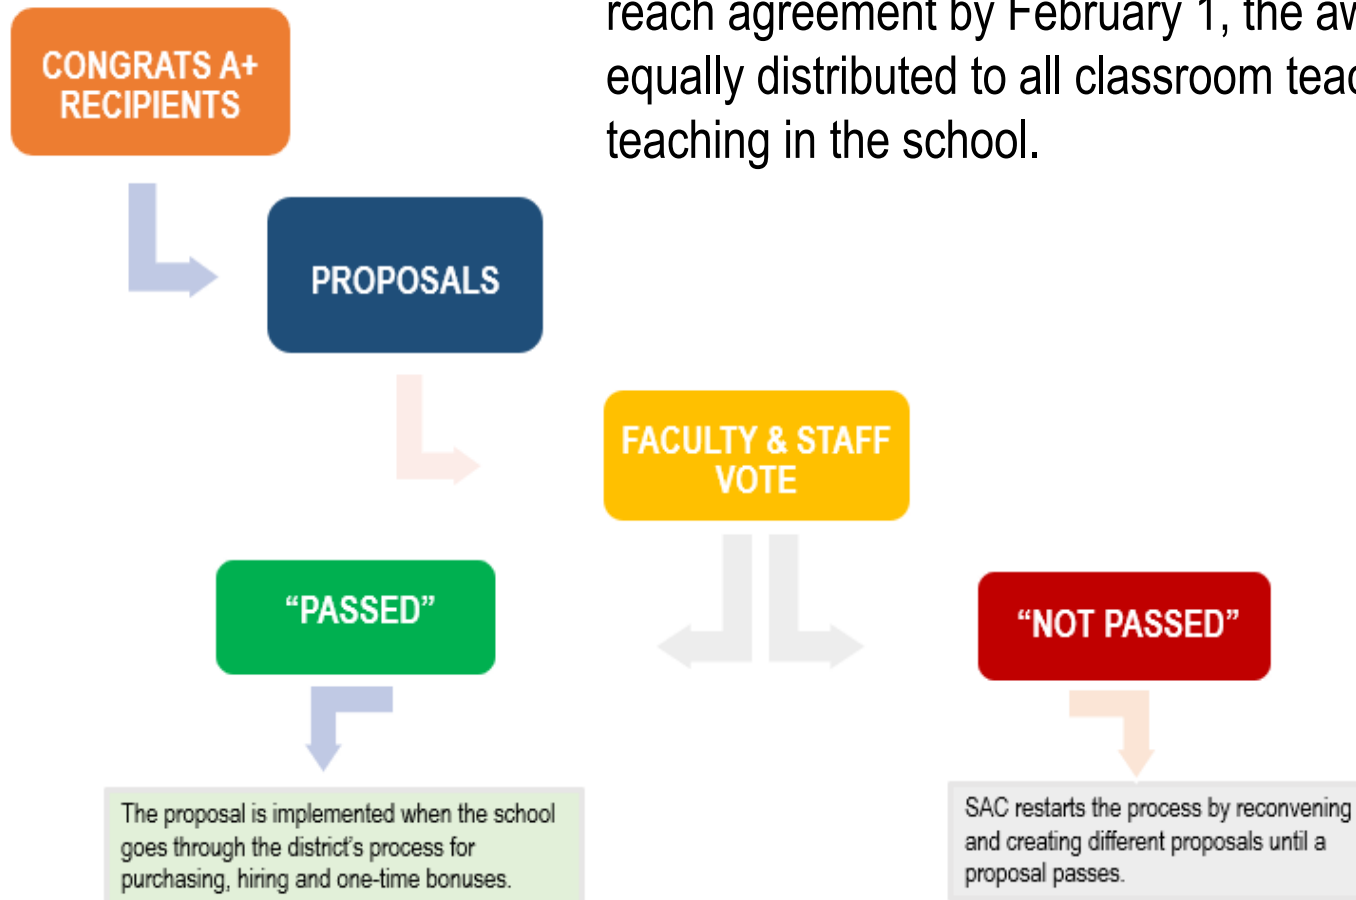 reach agreement by February 1, the aw
equally distributed to all classroom teac
teaching in the school.
CONGRATS A+
RECIPIENTS
PROPOSALS
FACULTY & STAFF
VOTE
“PASSED”
“NOT PASSED”
The proposal is implemented when the school
goes through the district’s process for
purchasing, hiring and one-time bonuses.
SAC restarts the process by reconvening
and creating different proposals until a
proposal passes.